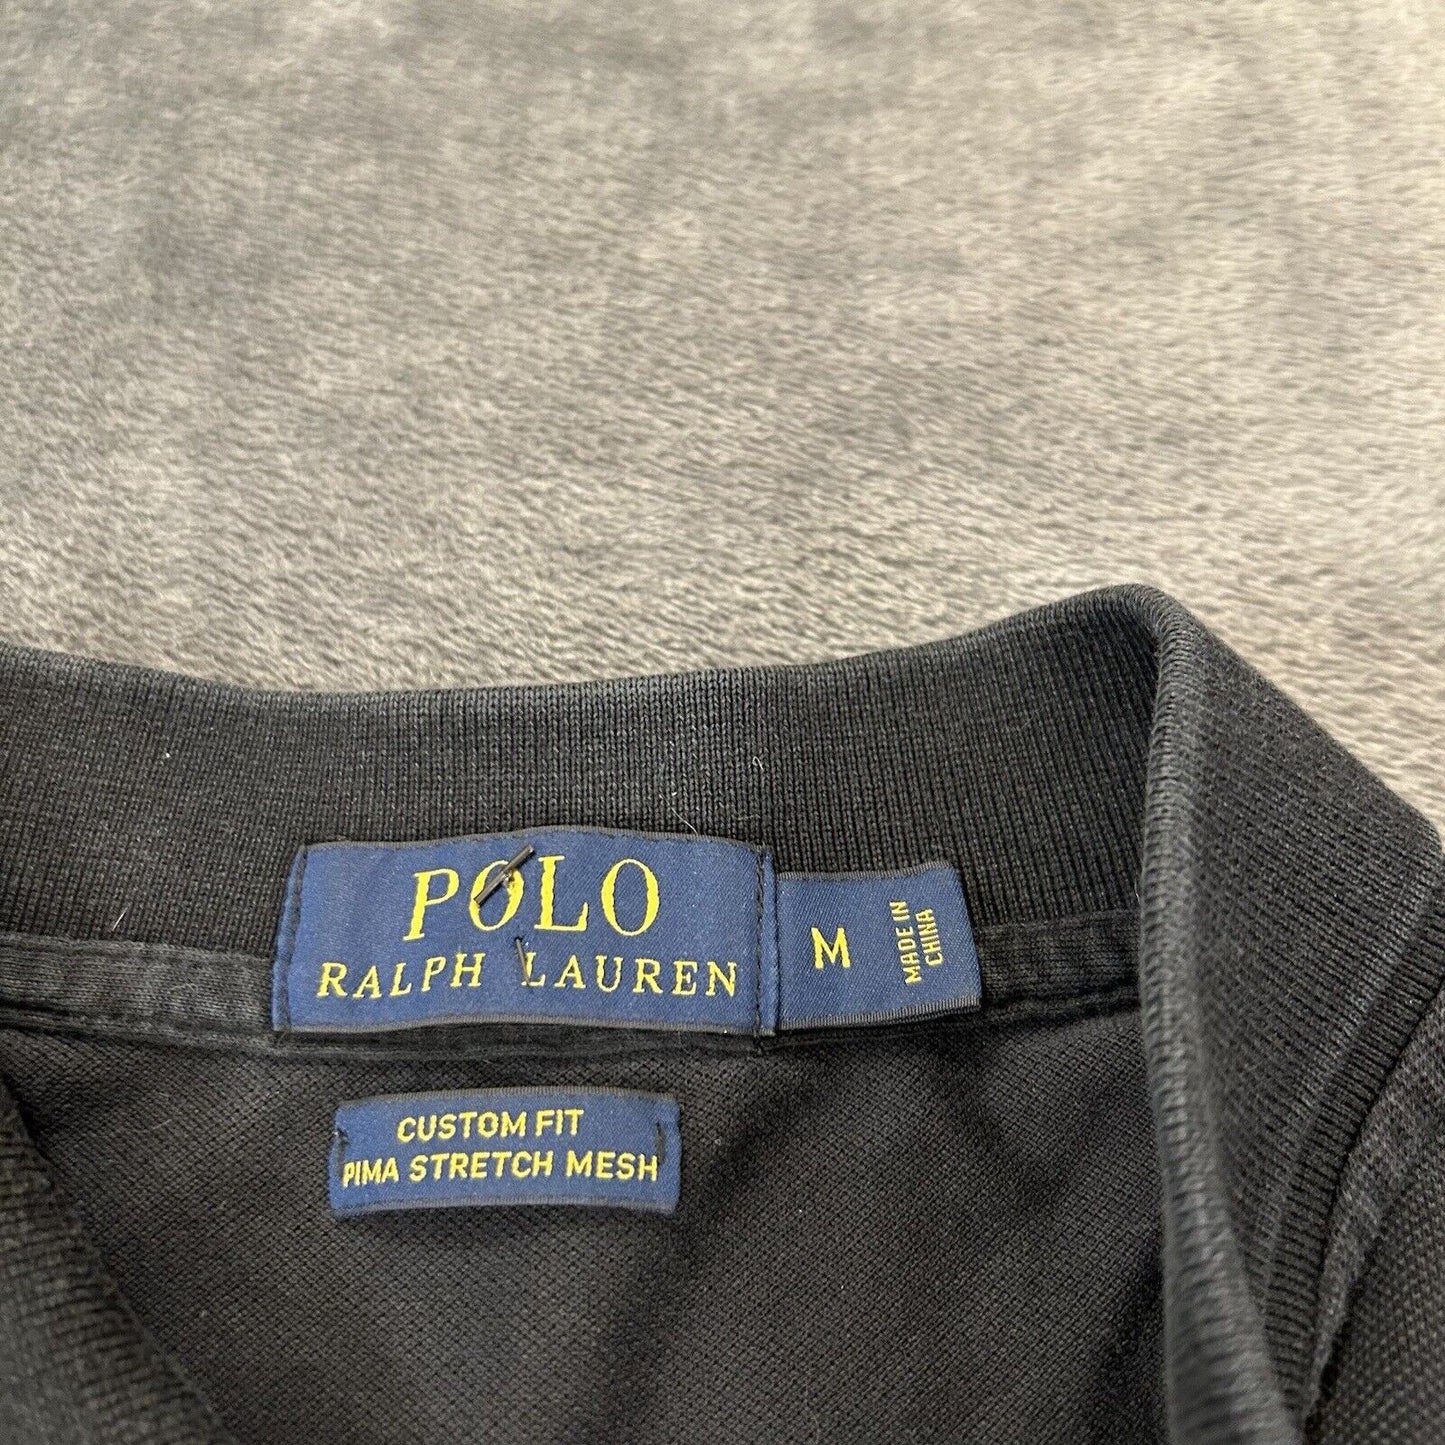 POLO
RALPH LAUREN
M
MADE IN
CHINA
CUSTOM FIT
PIMA STRETCH MESH